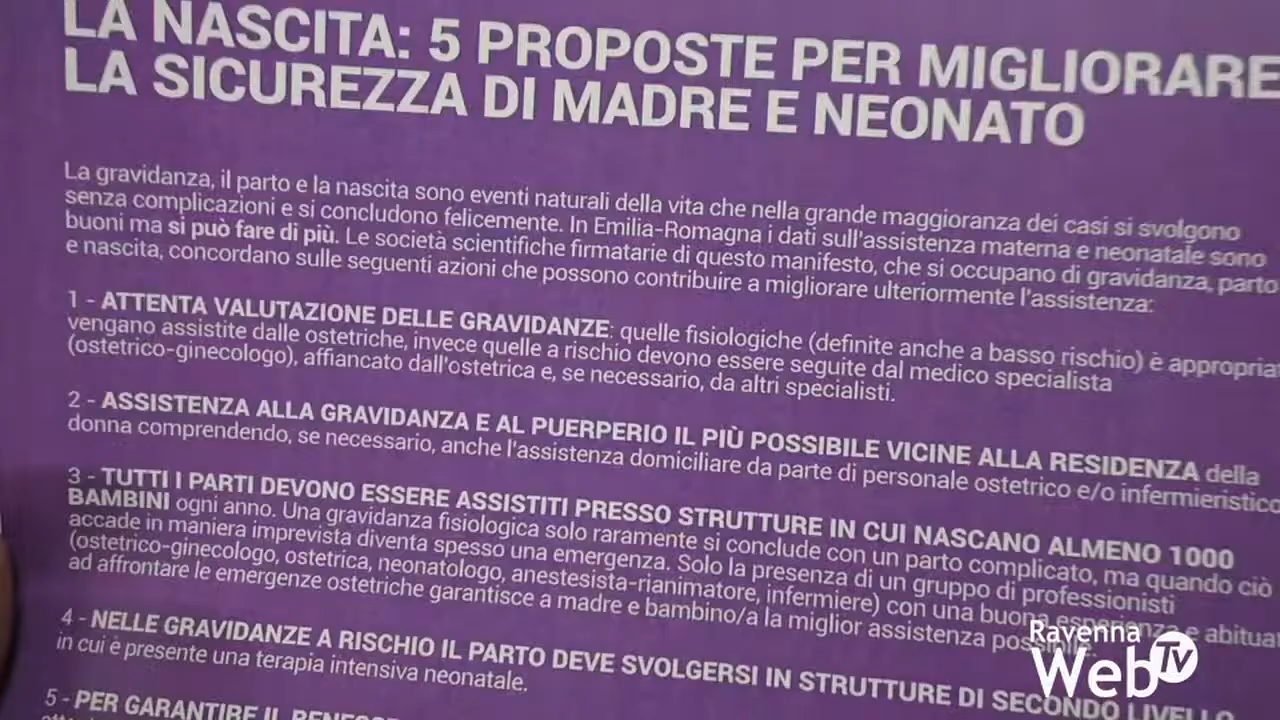 LA NASCITA: 5 PROPOSTE PER MIGLIORARE
LA SICUREZZA DI MADRE E NEONATO
La gravidanza, il parto e la nascita sono eventi naturali della vita che nella grande maggioranza dei casi si svolgono
senza complicazioni e si concludono felicemente. In Emilia-Romagna i dati sull'assistenza materna e neonatale sono
buoni ma si può fare di più. Le società scientifiche firmatarie di questo manifesto, che si occupano di gravidanza, parto
e nascita, concordano sulle seguenti azioni che possono contribuire a migliorare ulteriormente l'assistenza:
1 - ATTENTA VALUTAZIONE DELLE GRAVIDANZE: quelle fisiologiche (definite anche a basso rischio) è appropriat
vengano assistite dalle ostetriche, invece quelle a rischio devono essere seguite dal medico specialista
(ostetrico-ginecologo), affiancato dall'ostetrica e, se necessario, da altri specialisti.
2 - ASSISTENZA ALLA GRAVIDANZA E AL PUERPERIO IL PIÙ POSSIBILE VICINE ALLA RESIDENZA della
donna comprendendo, se necessario, anche l'assistenza domiciliare da parte di personale ostetrico e/o infermieristico
3 - TUTTI I PARTI DEVONO ESSERE ASSISTITI PRESSO STRUTTURE IN CUI NASCANO ALMENO 1000
BAMBINI ogni anno. Una gravidanza fisiologica solo raramente si conclude con un parto complicato, ma quando ciò
accade in maniera imprevista diventa spesso una emergenza. Solo la presenza di un gruppo di professionisti
(ostetrico-ginecologo, ostetrica, neonatologo, anestesista-rianimatore, infermiere) con una buona esperienza e abituat
ad affrontare le emergenze ostetriche garantisce a madre e bambino/a la miglior assistenza possibile.
4 - NELLE GRAVIDANZE A RISCHIO IL PARTO DEVE SVOLGERSI IN STRUTTURE DI SECONDO LIVELLO
in cui è presente una terapia intensiva neonatale.
5 - PER GARANTIRE IL
Ravenna
Web TV